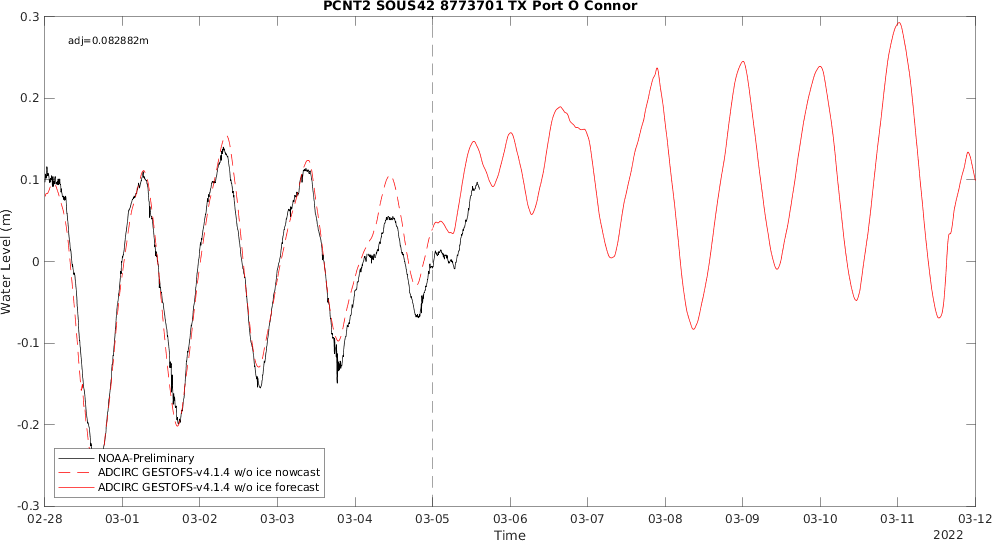 PCNT2 SOUS42 8773701 TX Port O Connor
adj=0.082882m
0.3
0.2
0.1
0
-0.1
-0.2
-0.3
Water Level (m)
NOAA-Preliminary
ADCIRC GESTOFS-v4.1.4 w/o ice nowcast
ADCIRC GESTOFS-v4.1.4 w/o ice forecast
02-28 03-01 03-02 03-03 03-04 03-05 03-06 03-07 03-08 03-09 03-10 03-11 03-12
Time
2022